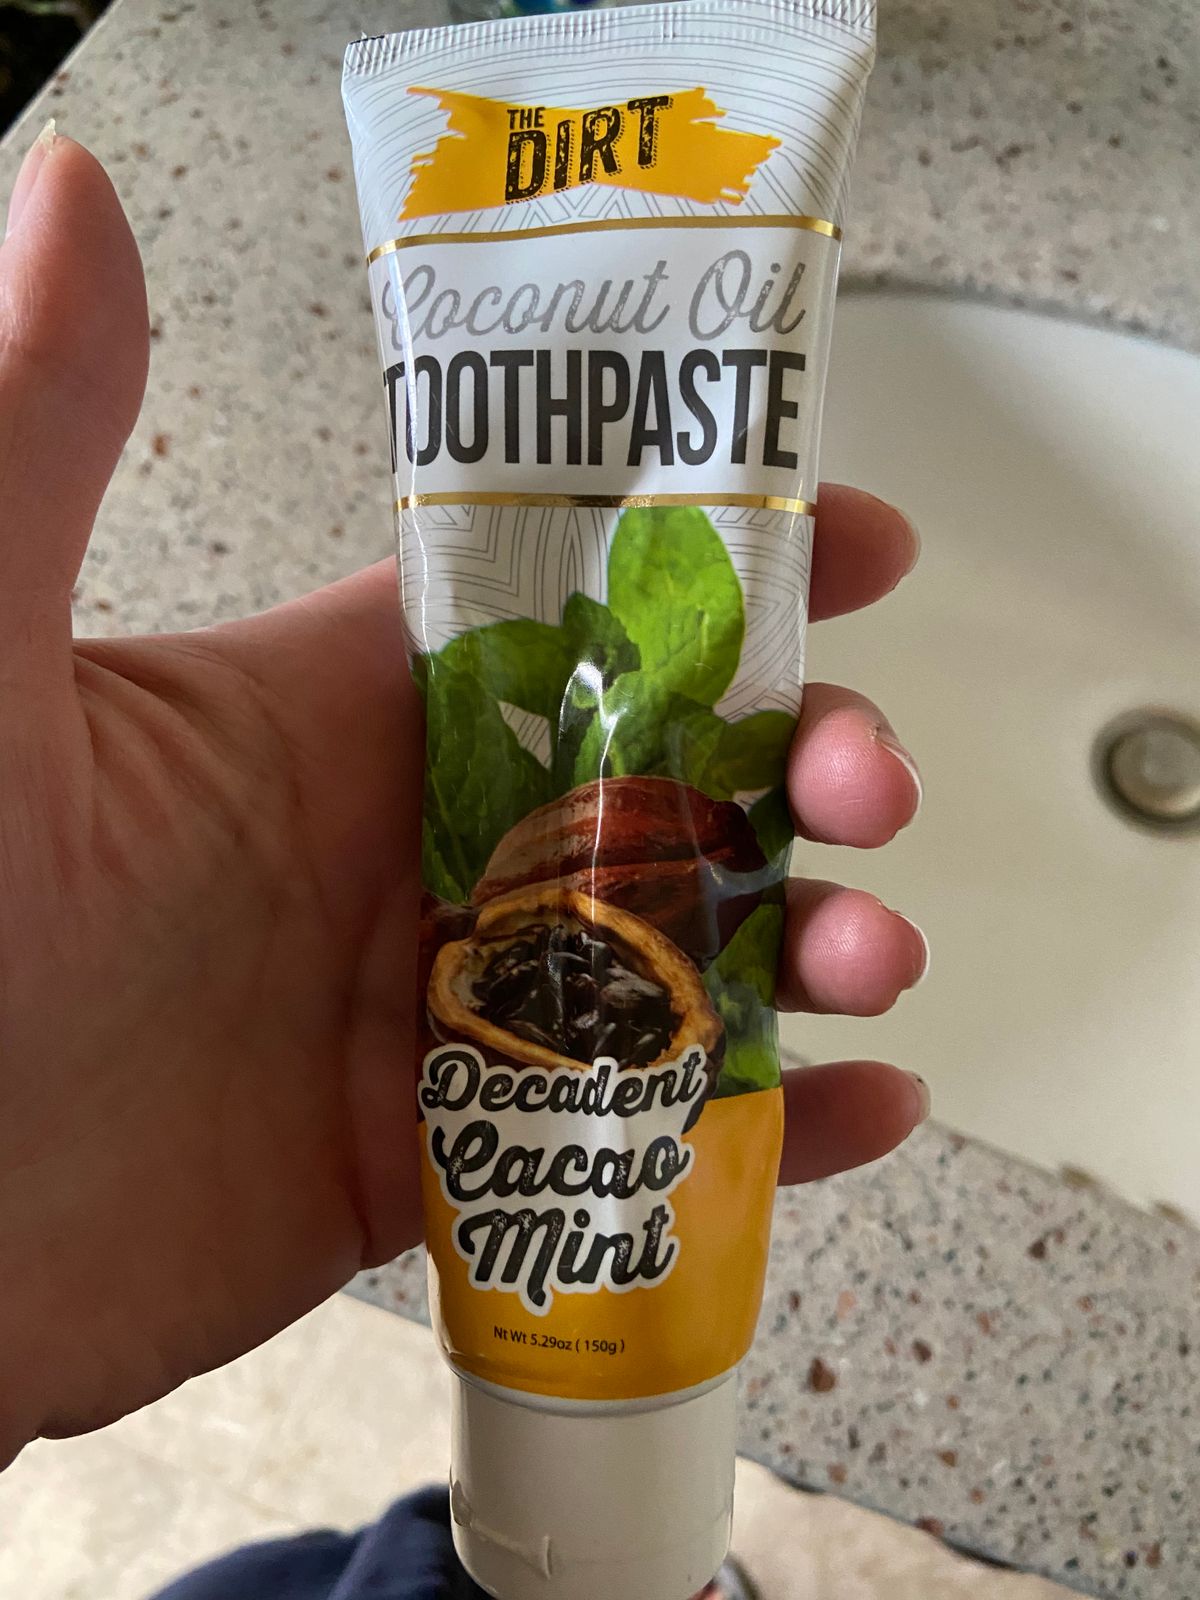 THE
DIRT
Coconut Oil
TOOTHPASTE
Decadent
Cacao
Mint
Nt Wt 5.29oz ( 150g )